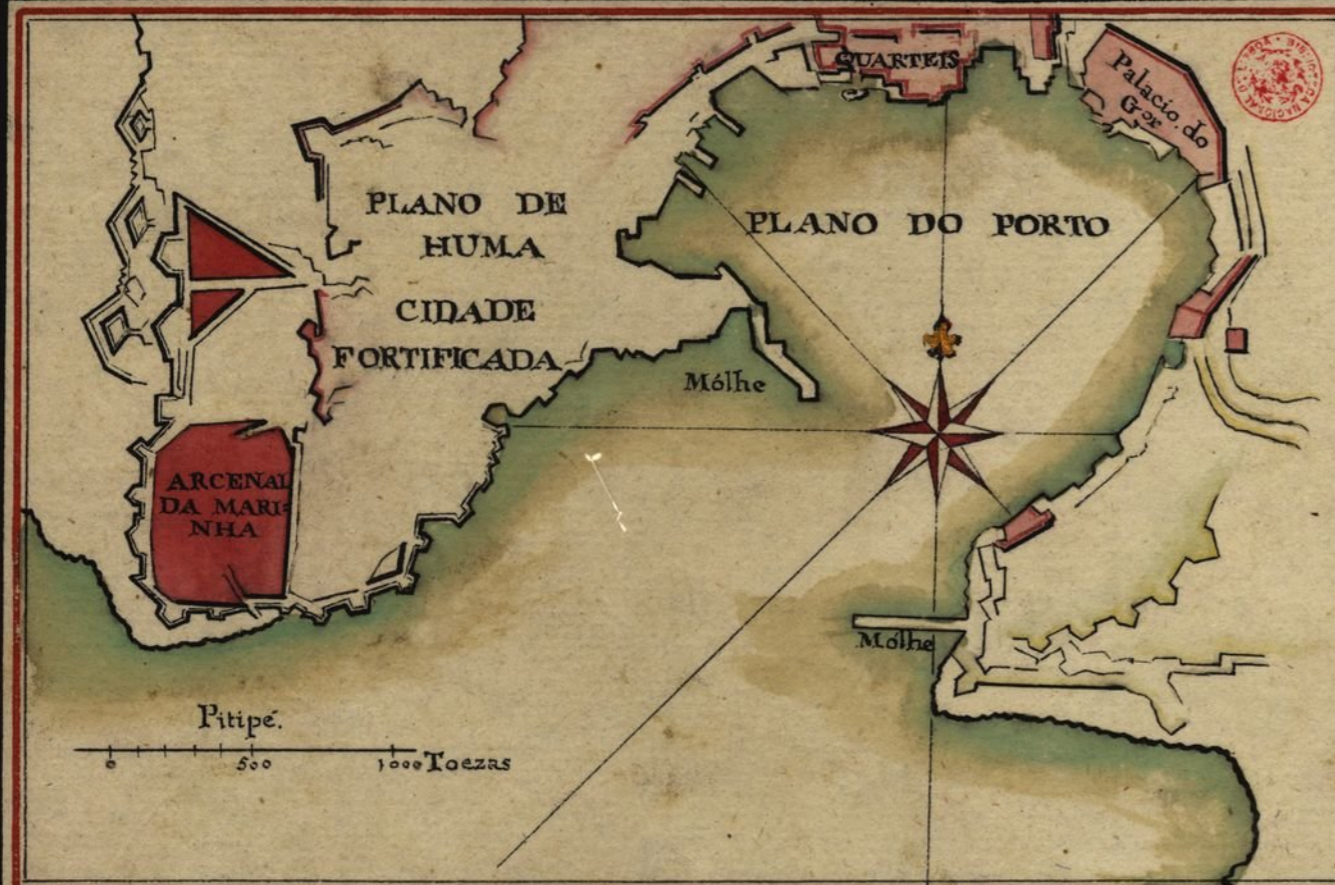 QUARTEIS
Palacio do
Gor
PLANO DE
HUMA
CIDADE
FORTIFICADA
PLANO DO PORTO
Mólhe
ARCENAL
DA MARI=
NHA
Mólhe
Pitipé.
0 500 1000 Toezas